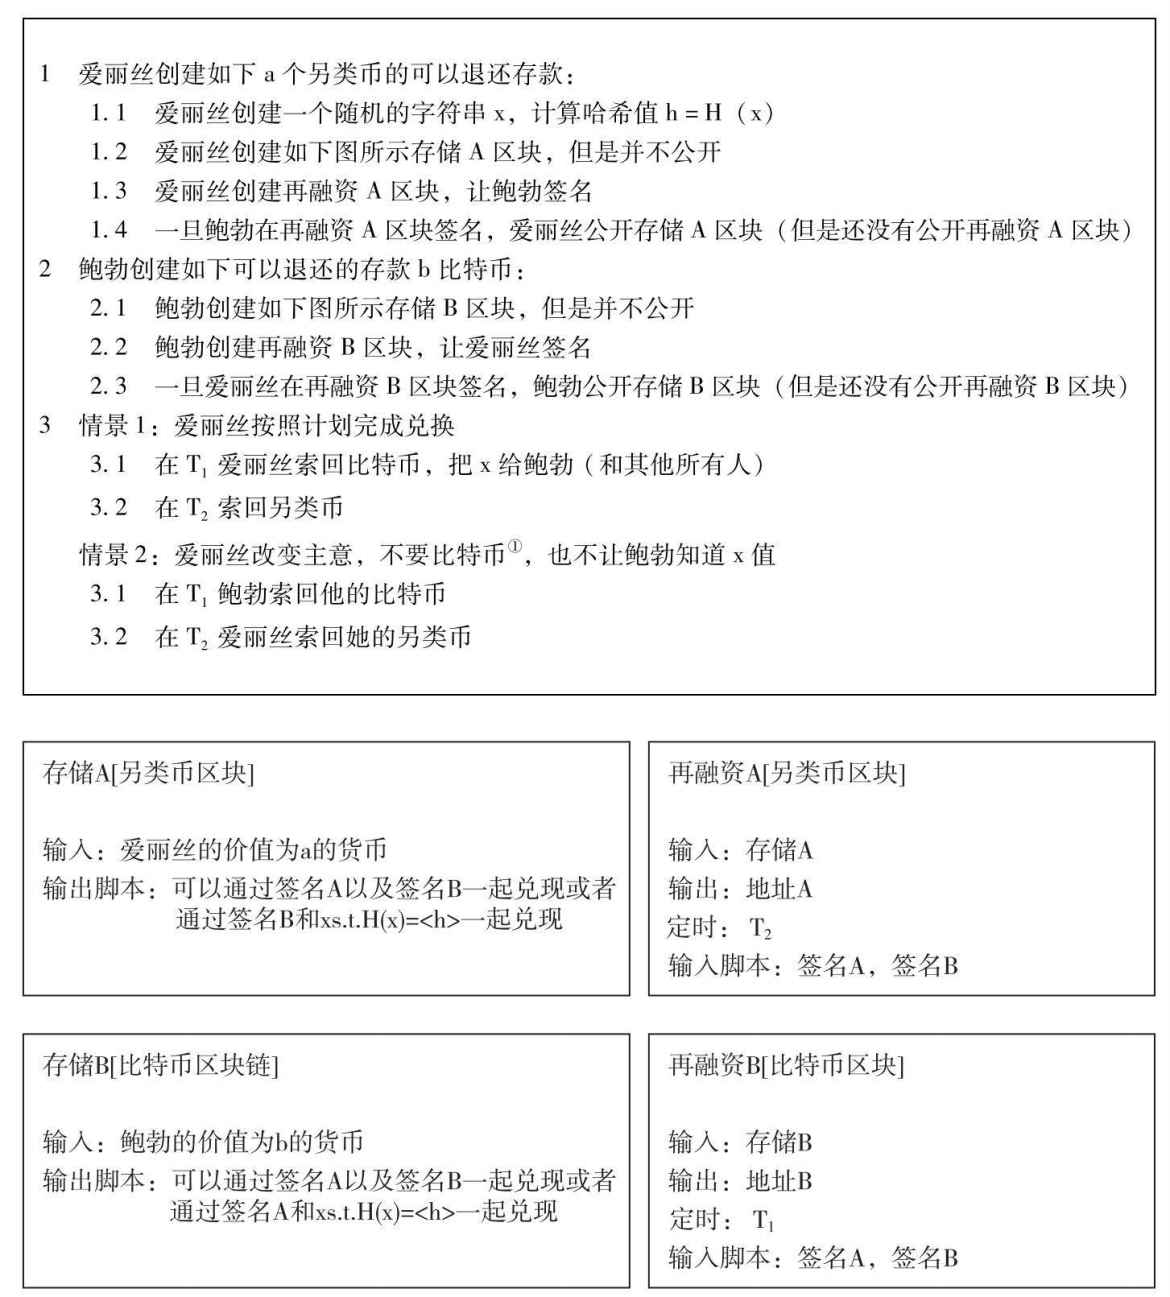 1 爱丽丝创建如下 a 个另类币的可以退还存款：
1.1 爱丽丝创建一个随机的字符串 x，计算哈希值 h = H（x）
1.2 爱丽丝创建如下图所示存储 A 区块，但是并不公开
1.3 爱丽丝创建再融资 A 区块，让鲍勃签名
1.4 一旦鲍勃在再融资 A 区块签名，爱丽丝公开存储 A 区块（但是还没有公开再融资 A 区块）
2 鲍勃创建如下可以退还的存款 b 比特币：
2.1 鲍勃创建如下图所示存储 B 区块，但是并不公开
2.2 鲍勃创建再融资 B 区块，让爱丽丝签名
2.3 一旦爱丽丝在再融资 B 区块签名，鲍勃公开存储 B 区块（但是还没有公开再融资 B 区块）
3 情景 1：爱丽丝按照计划完成兑换
3.1 在 T₁ 爱丽丝索回比特币，把 x 给鲍勃（和其他所有人）
3.2 在 T₂ 索回另类币
情景 2：爱丽丝改变主意，不要比特币①，也不让鲍勃知道 x 值
3.1 在 T₁ 鲍勃索回他的比特币
3.2 在 T₂ 爱丽丝索回她的另类币
存储A[另类币区块]
输入：爱丽丝的价值为a的货币
输出脚本：可以通过签名A以及签名B一起兑现或者
通过签名B和xs.t.H(x)=<h>一起兑现
再融资A[另类币区块]
输入：存储A
输出：地址A
定时：T₂
输入脚本：签名A，签名B
存储B[比特币区块链]
输入：鲍勃的价值为b的货币
输出脚本：可以通过签名A以及签名B一起兑现或者
通过签名A和xs.t.H(x)=<h>一起兑现
再融资B[比特币区块]
输入：存储B
输出：地址B
定时：T₁
输入脚本：签名A，签名B